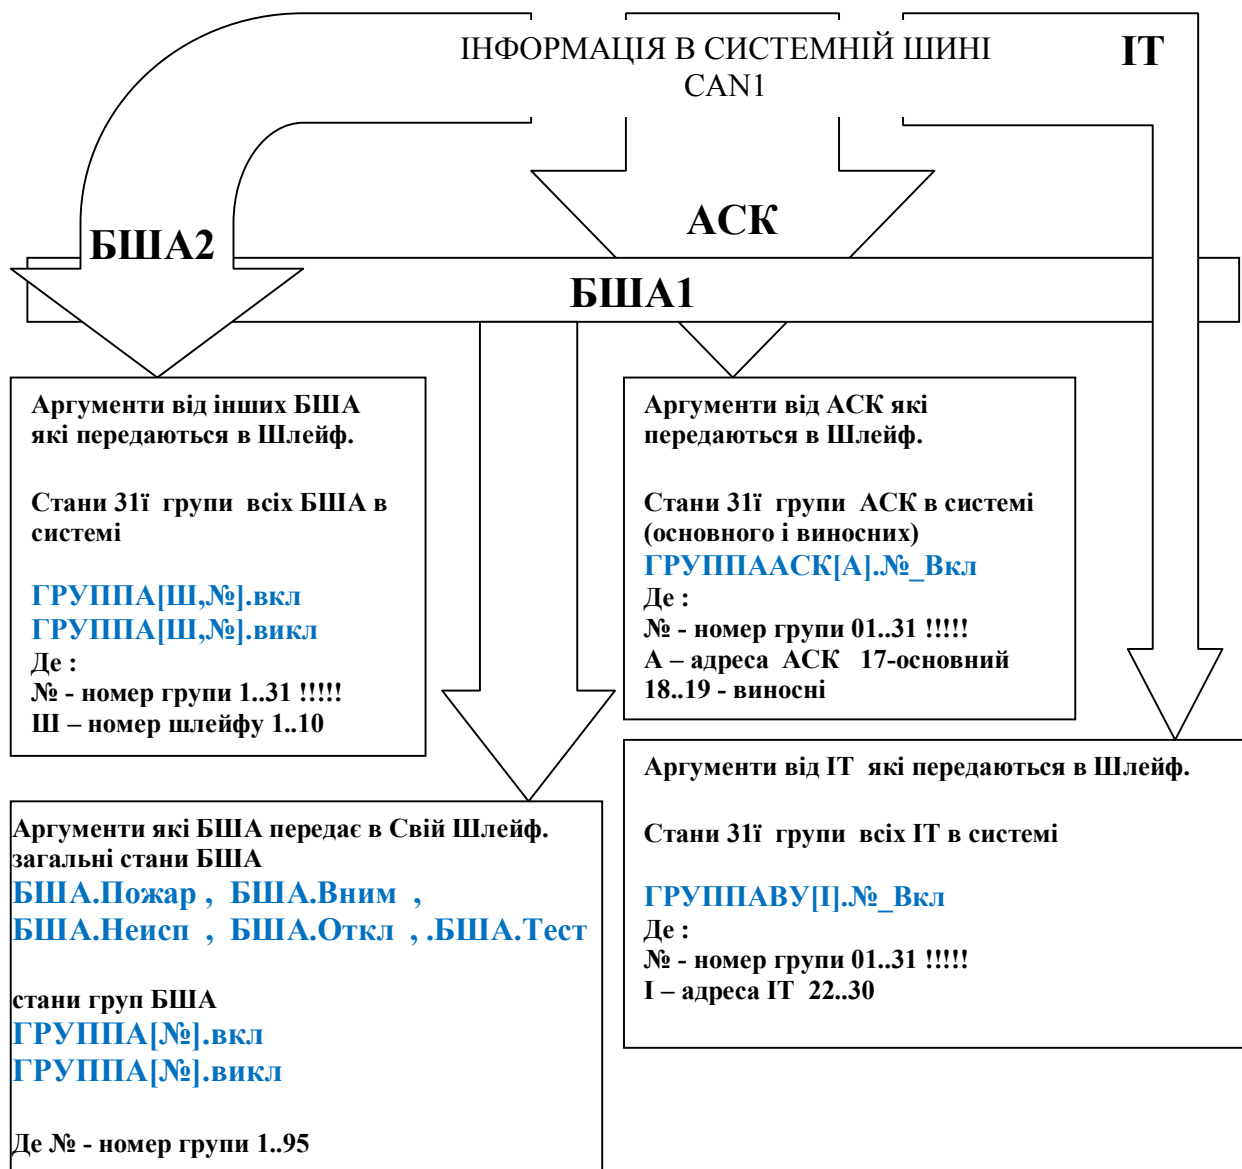 ІНФОРМАЦІЯ В СИСТЕМНІЙ ШИНІ
CAN1
ІТ
БША2
АСК
БША1
Аргументи від інших БША
які передаються в Шлейф.
Стани 31ї групи всіх БША в
системі
ГРУППА[Ш,№].вкл
ГРУППА[Ш,№].викл
Де :
№ - номер групи 1..31 !!!!!
Ш – номер шлейфу 1..10
Аргументи від АСК які
передаються в Шлейф.
Стани 31ї групи АСК в системі
(основного і виносних)
ГРУППААСК[А].№_Вкл
Де :
№ - номер групи 01..31 !!!!!
А – адреса АСК 17-основний
18..19 - виносні
Аргументи від ІТ які передаються в Шлейф.
Стани 31ї групи всіх ІТ в системі
ГРУППАВУ[І].№_Вкл
Де :
№ - номер групи 01..31 !!!!!
І – адреса ІТ 22..30
Аргументи які БША передає в Свій Шлейф.
загальні стани БША
БША.Пожар , БША.Вним ,
БША.Неисп , БША.Откл , .БША.Тест
стани груп БША
ГРУППА[№].вкл
ГРУППА[№].викл
Де № - номер групи 1..95